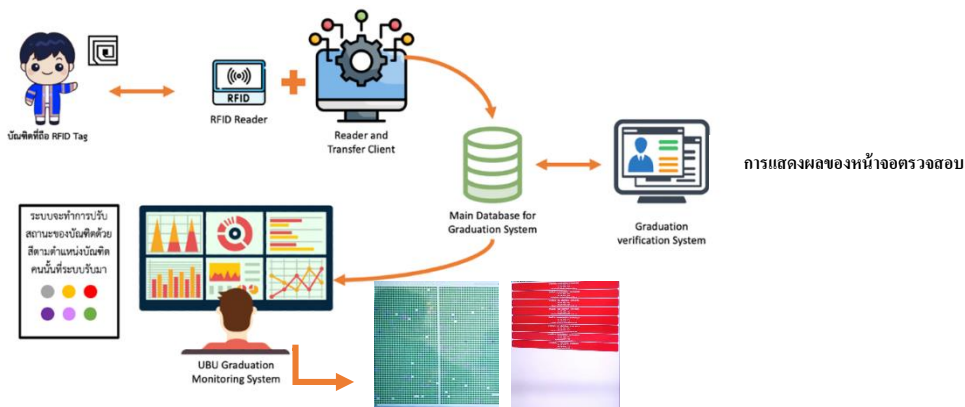 บัณฑิตที่ถือ RFID Tag
RFID
RFID Reader
Reader and
Transfer Client
Main Database for
Graduation System
Graduation
verification System
การแสดงผลของหน้าจอตรวจสอบ
ระบบจะทำการปรับ
สถานะของบัณฑิตด้วย
สีตามตำแหน่งบัณฑิต
คนนั้นที่ระบบรับมา
UBU Graduation
Monitoring System